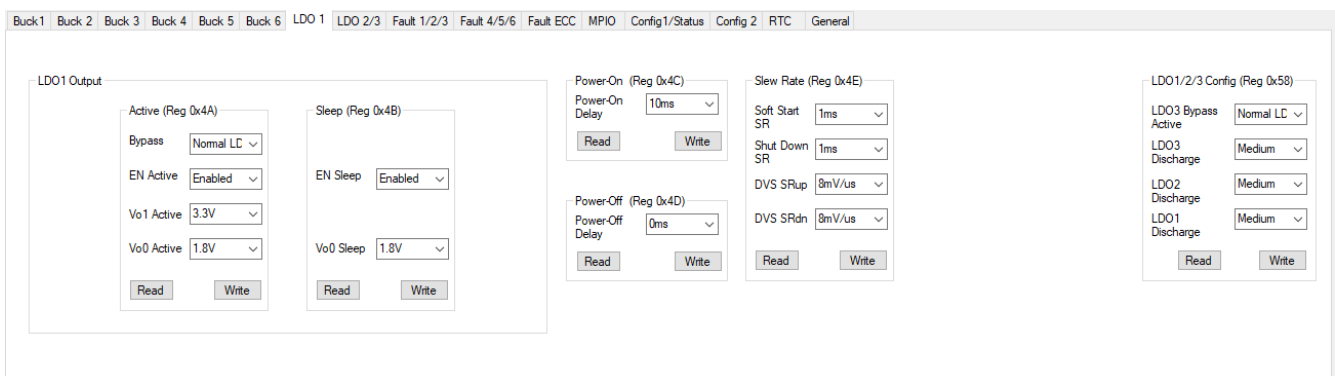 Buck1 Buck 2 Buck 3 Buck 4 Buck 5 Buck 6 LDO 1 LDO 2/3 Fault 1/2/3 Fault 4/5/6 Fault ECC MPIO Config1/Status Config 2 RTC General
LDO1 Output
Active (Reg 0x4A)
Bypass Normal LD
EN Active Enabled
Vo1 Active 3.3V
Vo0 Active 1.8V
Read Write
Sleep (Reg 0x4B)
EN Sleep Enabled
Vo0 Sleep 1.8V
Read Write
Power-On (Reg 0x4C)
Power-On
Delay
10ms
Read Write
Power-Off (Reg 0x4D)
Power-Off
Delay
0ms
Read Write
Slew Rate (Reg 0x4E)
Soft Start
SR
1ms
Shut Down
SR
1ms
DVS SRup 8mV/us
DVS SRdn 8mV/us
Read Write
LDO1/2/3 Config (Reg 0x58)
LDO3 Bypass
Active
Normal LD
LDO3
Discharge
Medium
LDO2
Discharge
Medium
LDO1
Discharge
Medium
Read Write